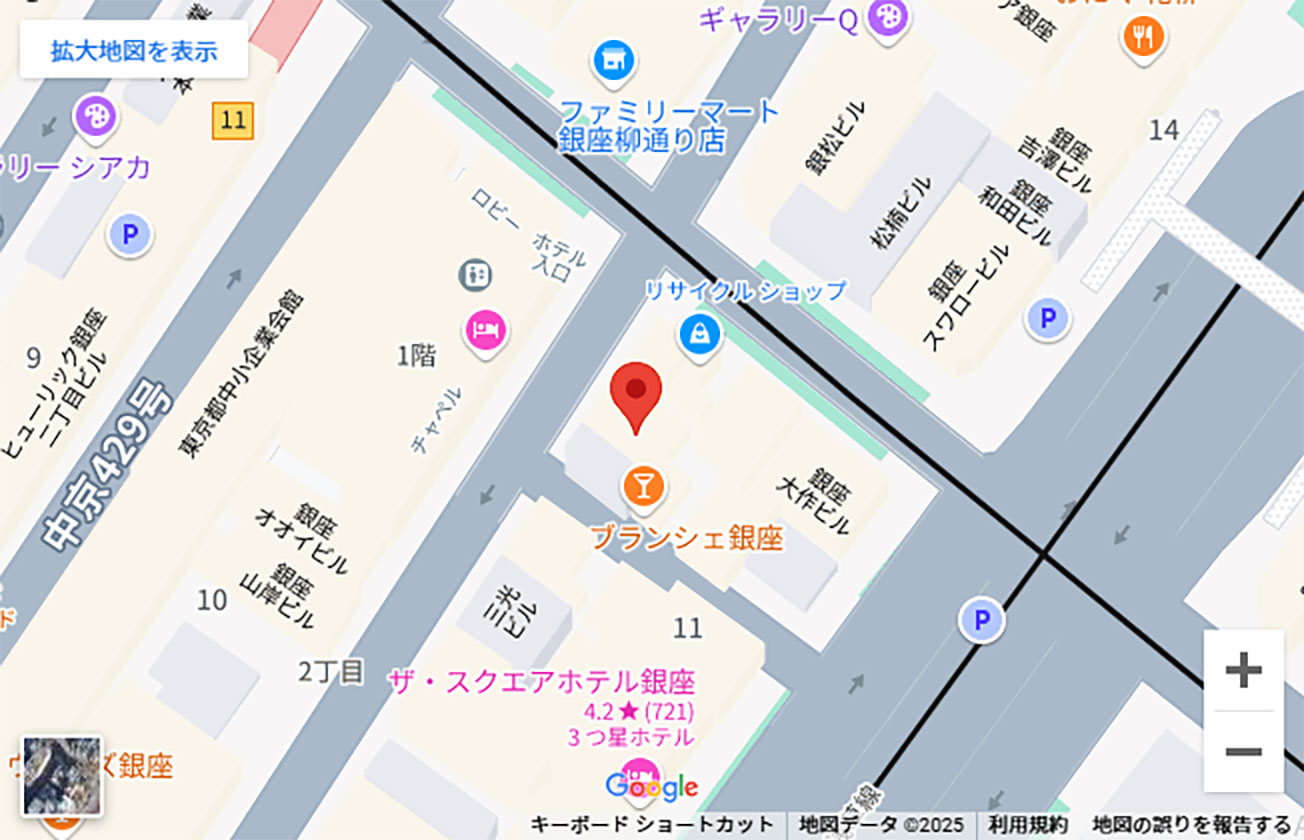 拡大地図を表示
ギャラリーQ
ア銀座
11
ファミリーマート
銀座柳通り店
14
銀松ビル
銀座
吉澤ビル
リー シアカ
銀座
和田ビル
松楠ビル
P
ロビー
ホテル
入口
リサイクル ショップ
銀座
スワロービル
P
9
ヒューリック銀座
二丁目ビル
東京都中小企業会館
1階
チャペル
中京429号
銀座
大作ビル
ブランシェ銀座
銀座
オオイビル
銀座
山岸ビル
10
三光
ビル
11
P
2丁目
ザ・スクエアホテル銀座
4.2★(721)
3 つ星ホテル
ズ銀座
Google
線
キーボード ショートカット
地図データ ©2025
利用規約
地図の誤りを報告する